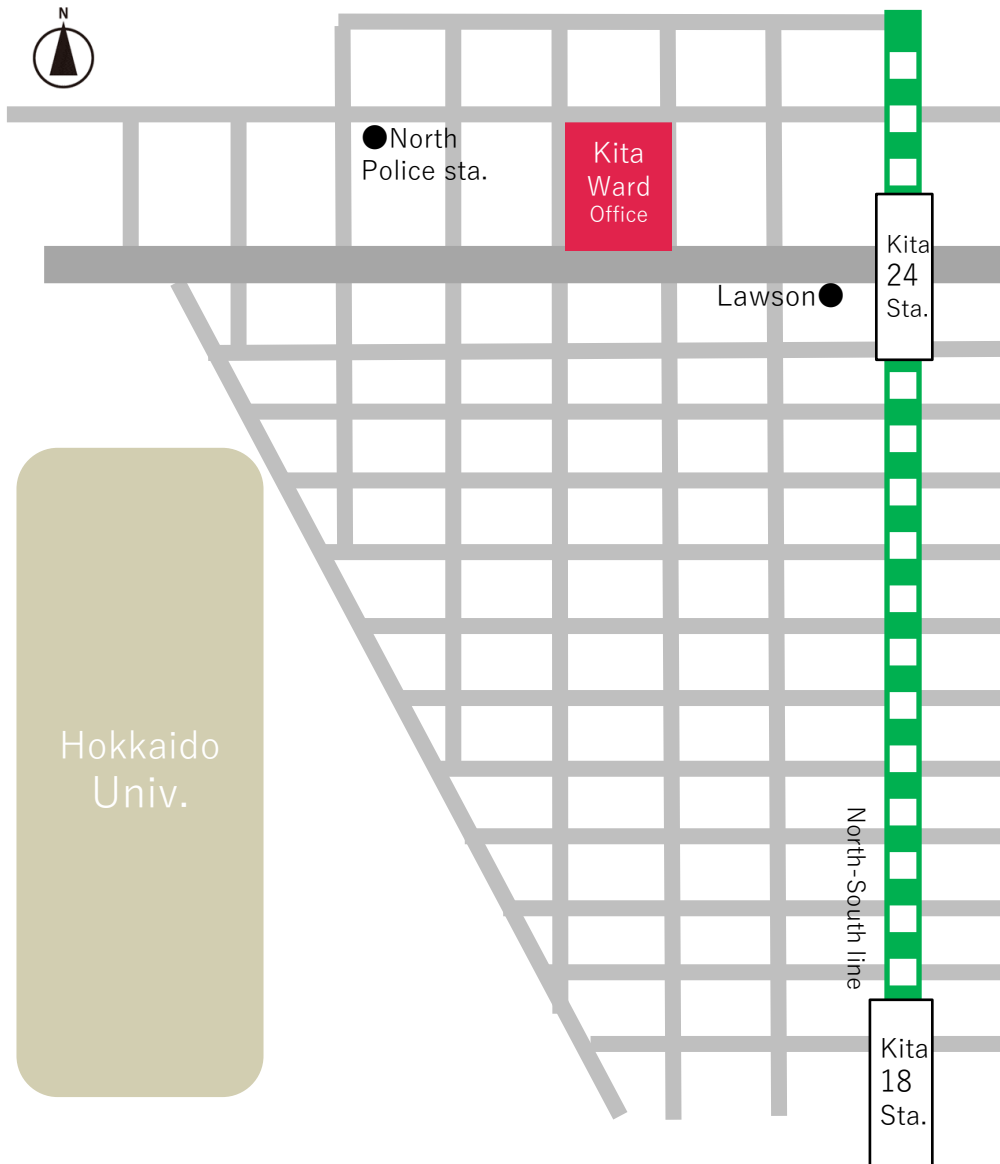 N
North
Police sta.
Kita
Ward
Office
Kita
24
Sta.
Lawson
Hokkaido
Univ.
North-South line
Kita
18
Sta.